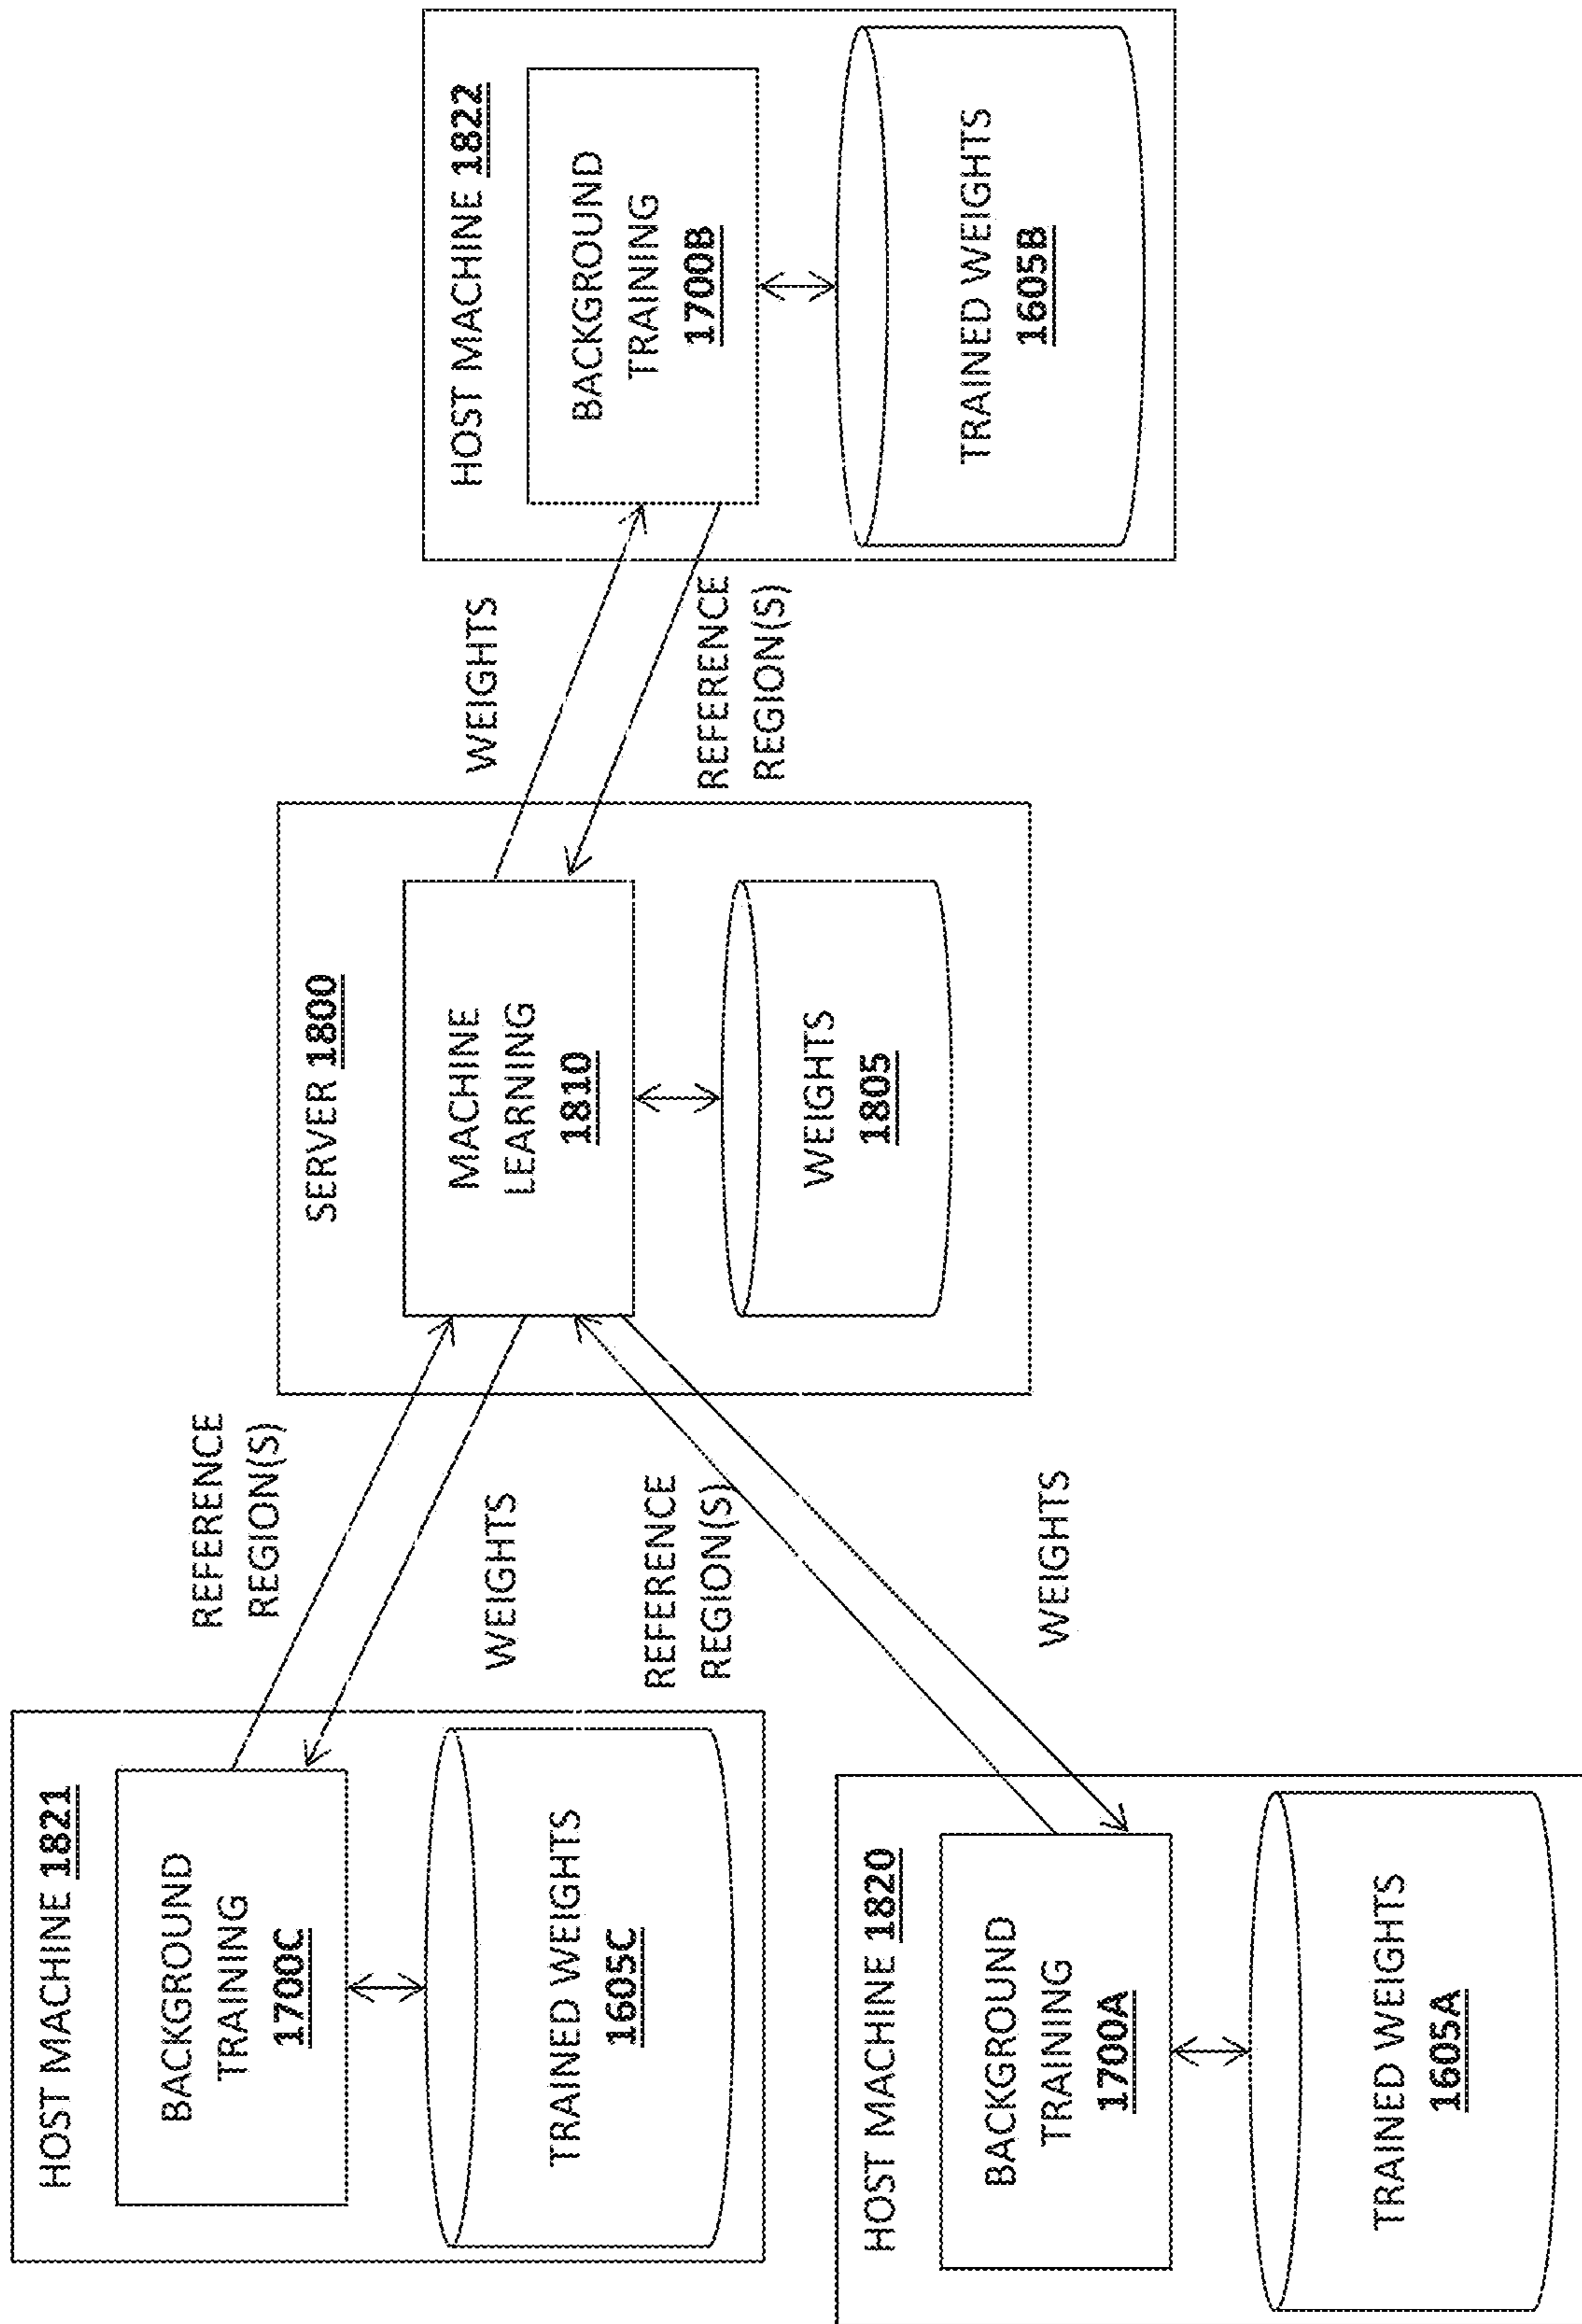 HOST MACHINE 1821
BACKGROUND
TRAINING
1700C
TRAINED WEIGHTS
1605C
REFERENCE
REGION(S)
WEIGHTS
HOST MACHINE 1820
BACKGROUND
TRAINING
1700A
TRAINED WEIGHTS
1605A
REFERENCE
REGION(S)
WEIGHTS
SERVER 1800
MACHINE
LEARNING
1810
WEIGHTS
1805
WEIGHTS
REFERENCE
REGION(S)
HOST MACHINE 1822
BACKGROUND
TRAINING
1700B
TRAINED WEIGHTS
1605B